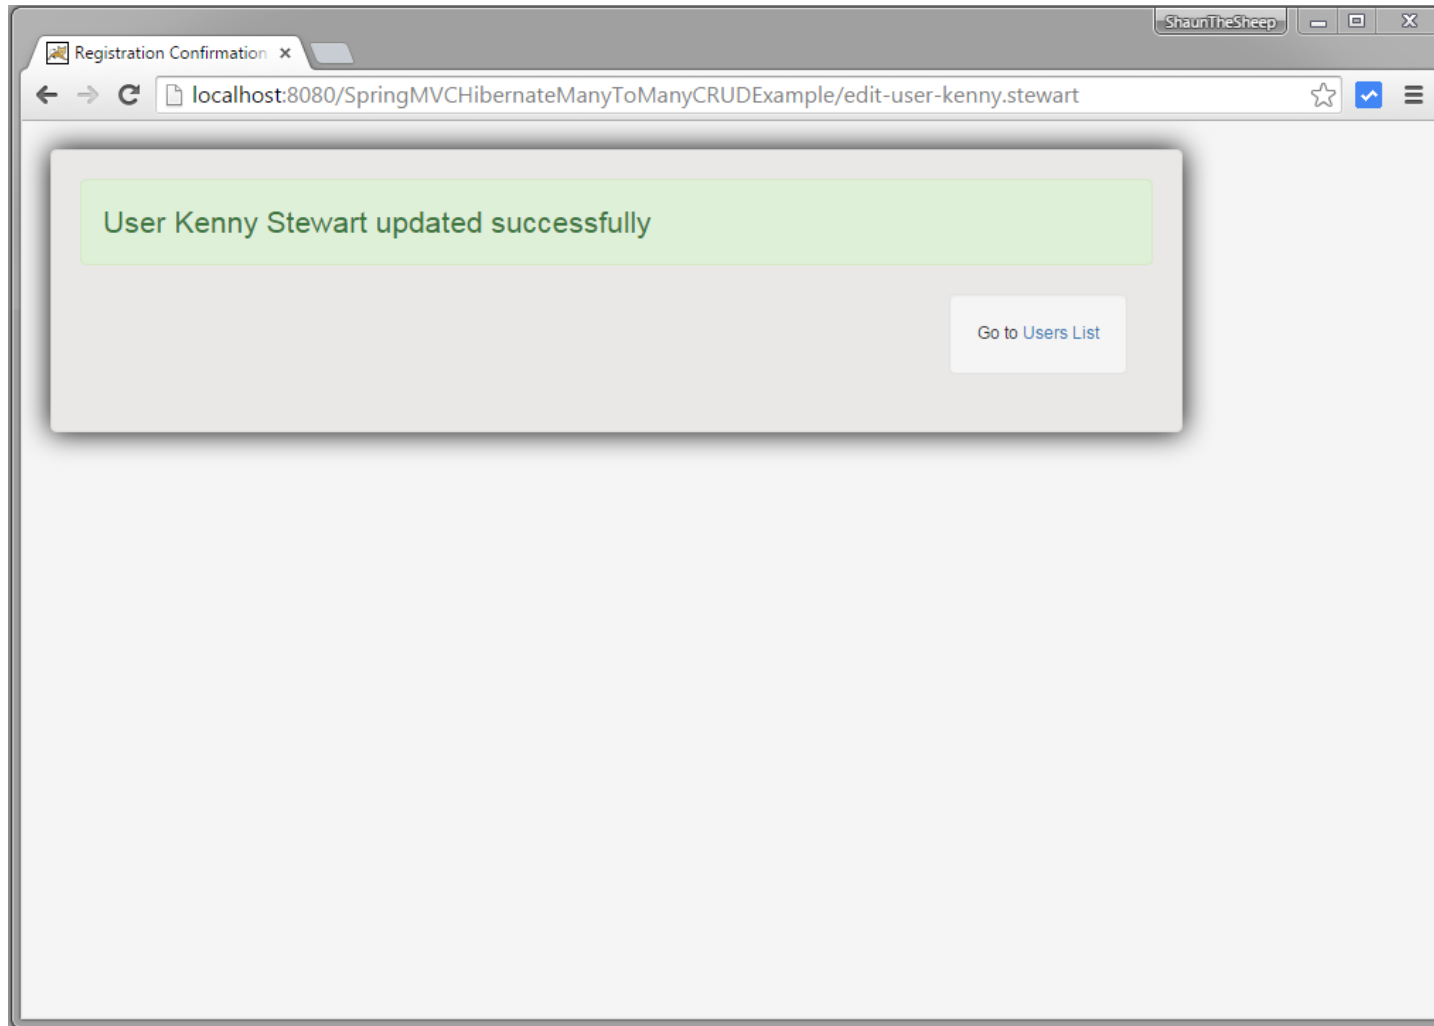 ShaunTheSheep
Registration Confirmation
localhost:8080/SpringMVCHibernateManyToManyCRUDExample/edit-user-kenny.stewart
User Kenny Stewart updated successfully
Go to Users List